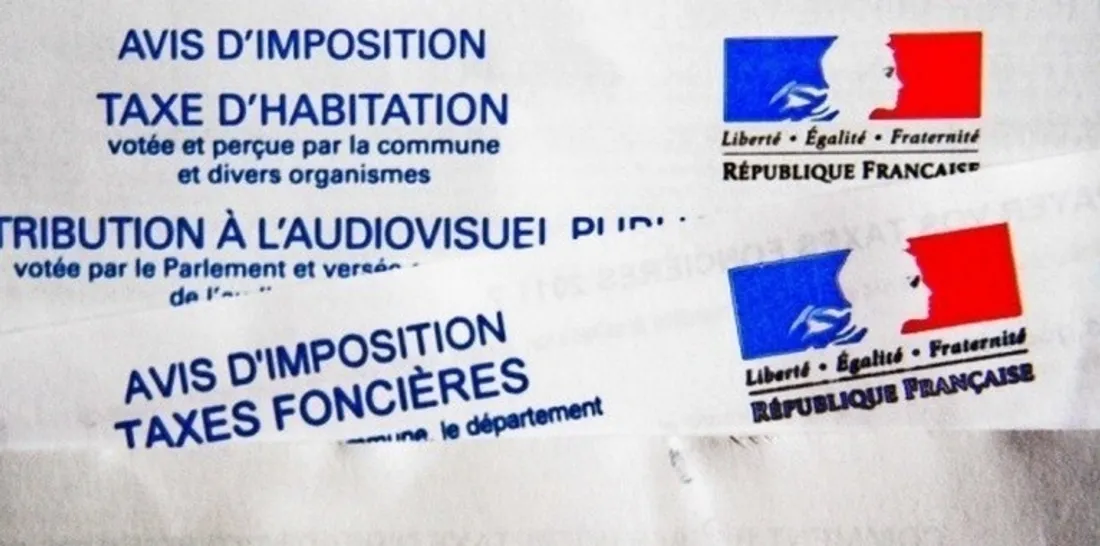 AVIS D'IMPOSITION
TAXE D'HABITATION
votée et perçue par la commune
et divers organismes
Liberté • Égalité • Fraternité
RÉPUBLIQUE FRANÇAISE
TRIBUTION À L'AUDIOVISUEL
votée par le Parlement et
AVIS D'IMPOSITION
TAXES FONCIÈRES
le département
Liberté • Égalité • Fraternité
RÉPUBLIQUE FRANÇAISE